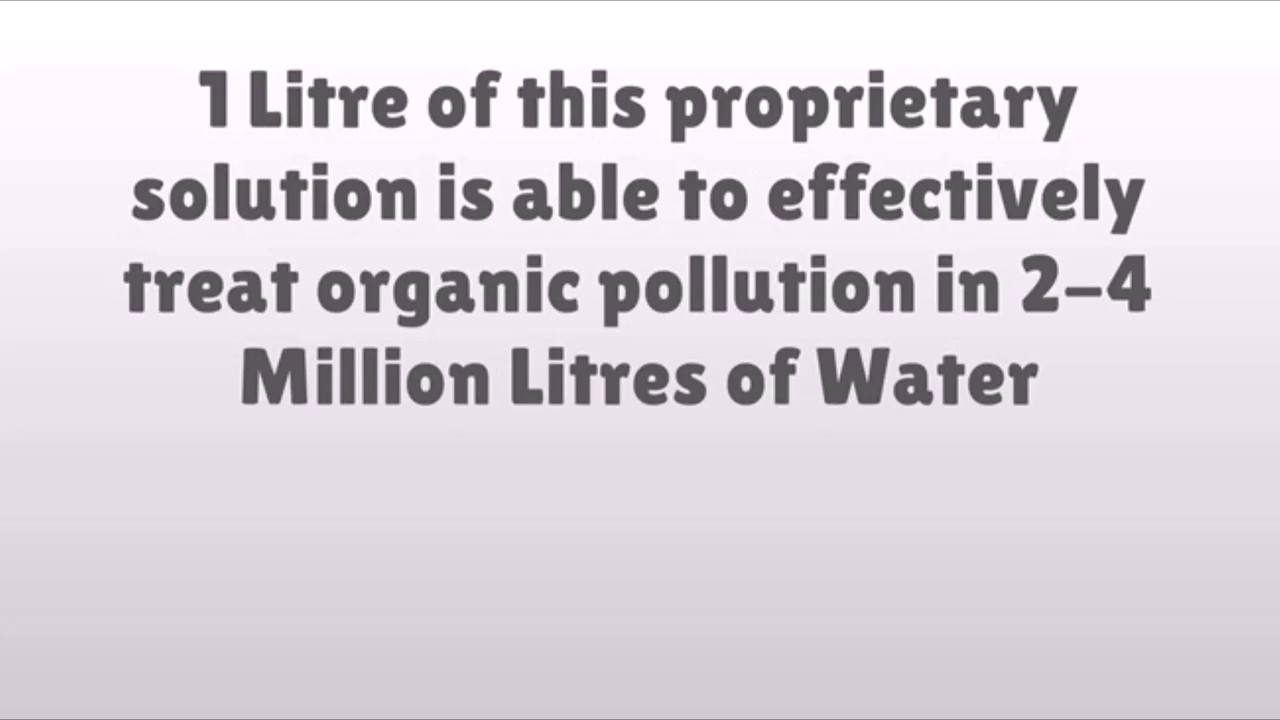 1 Litre of this proprietary
solution is able to effectively
treat organic pollution in 2–4
Million Litres of Water